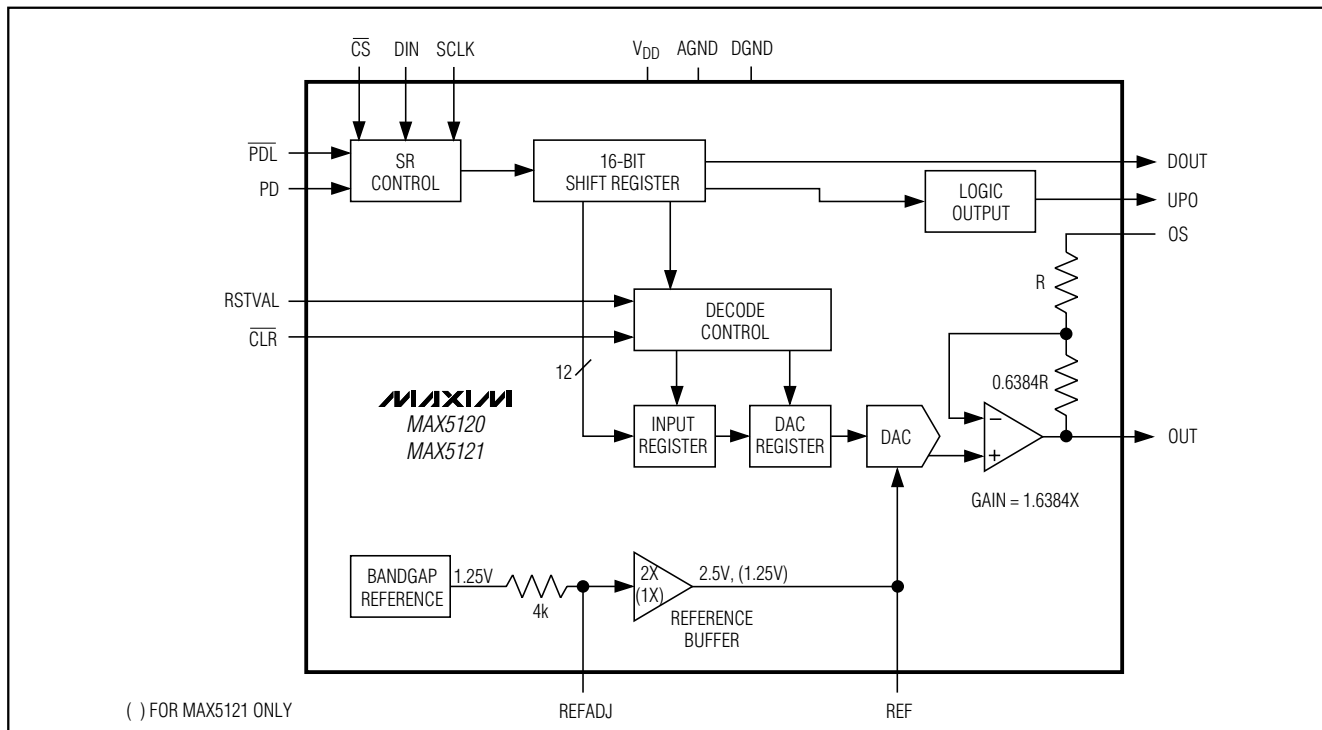 CS DIN SCLK VDD AGND DGND
PDL
PD
SR
CONTROL
16-BIT
SHIFT REGISTER
DOUT
LOGIC
OUTPUT
UPO
OS
R
RSTVAL
CLR
DECODE
CONTROL
12
0.6384R
MAXIM
MAX5120
MAX5121
INPUT
REGISTER
DAC
REGISTER
DAC
−
+
OUT
GAIN = 1.6384X
BANDGAP
REFERENCE
1.25V
4k
2X
(1X)
2.5V, (1.25V)
REFERENCE
BUFFER
( ) FOR MAX5121 ONLY
REFADJ
REF